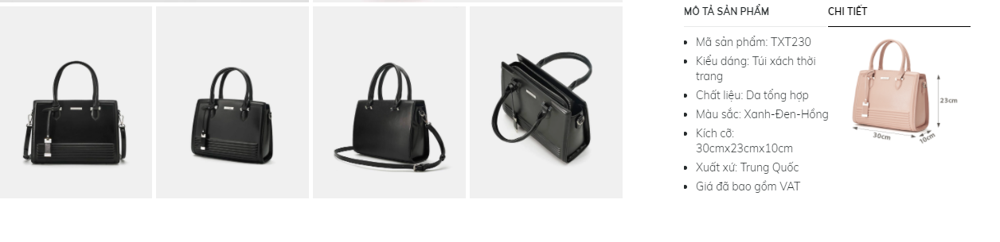 MÔ TẢ SẢN PHẨM
CHI TIẾT
Mã sản phẩm: TXT230
Kiểu dáng: Túi xách thời
trang
Chất liệu: Da tổng hợp
Màu sắc: Xanh-Đen-Hồng
Kích cỡ:
30cmx23cmx10cm
Xuất xứ: Trung Quốc
Giá đã bao gồm VAT
23cm
30cm
10cm